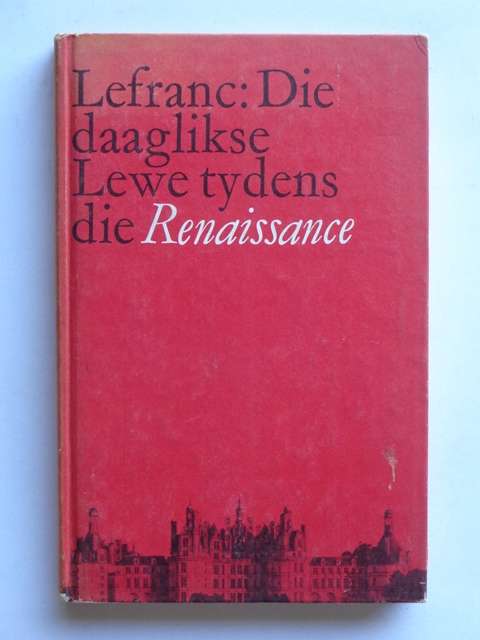 Lefranc: Die
daaglikse
Lewe tydens
die Renaissance